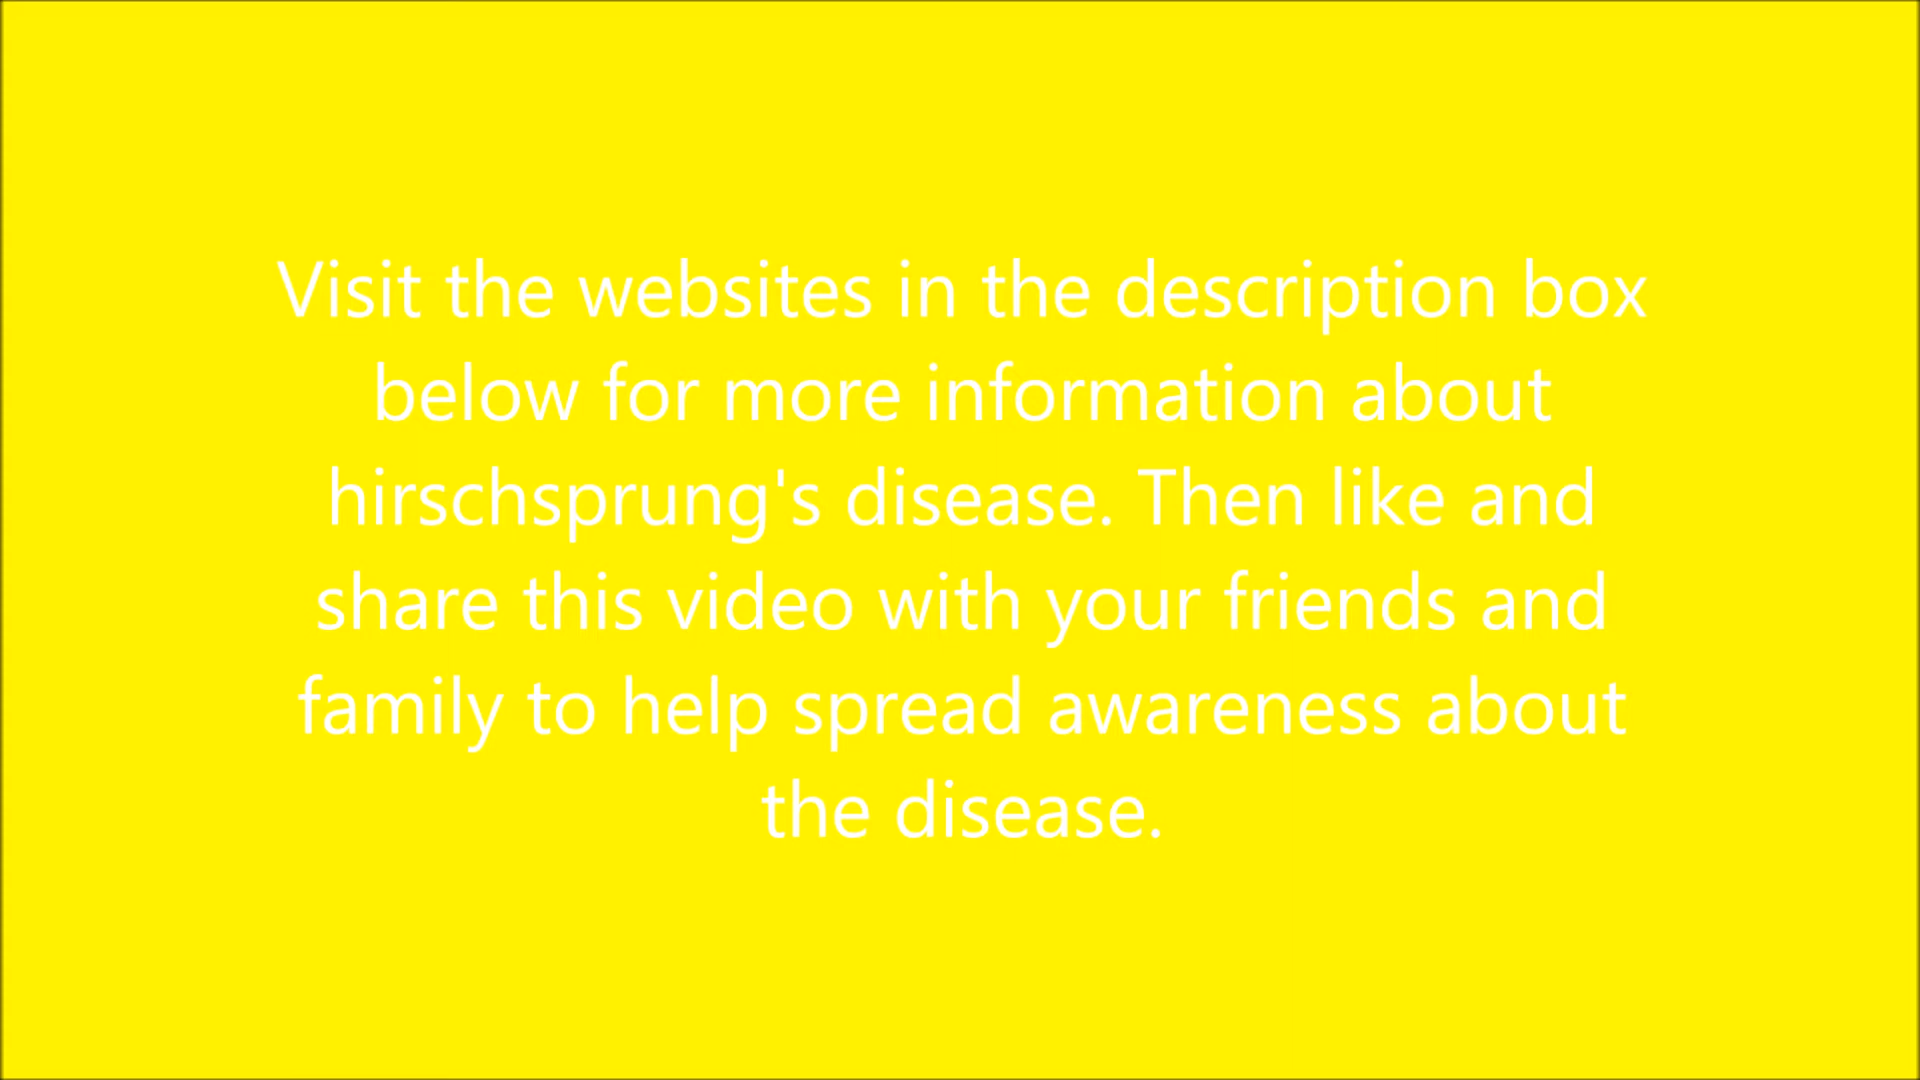 Visit the websites in the description box
below for more information about
hirschsprung's disease. Then like and
share this video with your friends and
family to help spread awareness about
the disease.